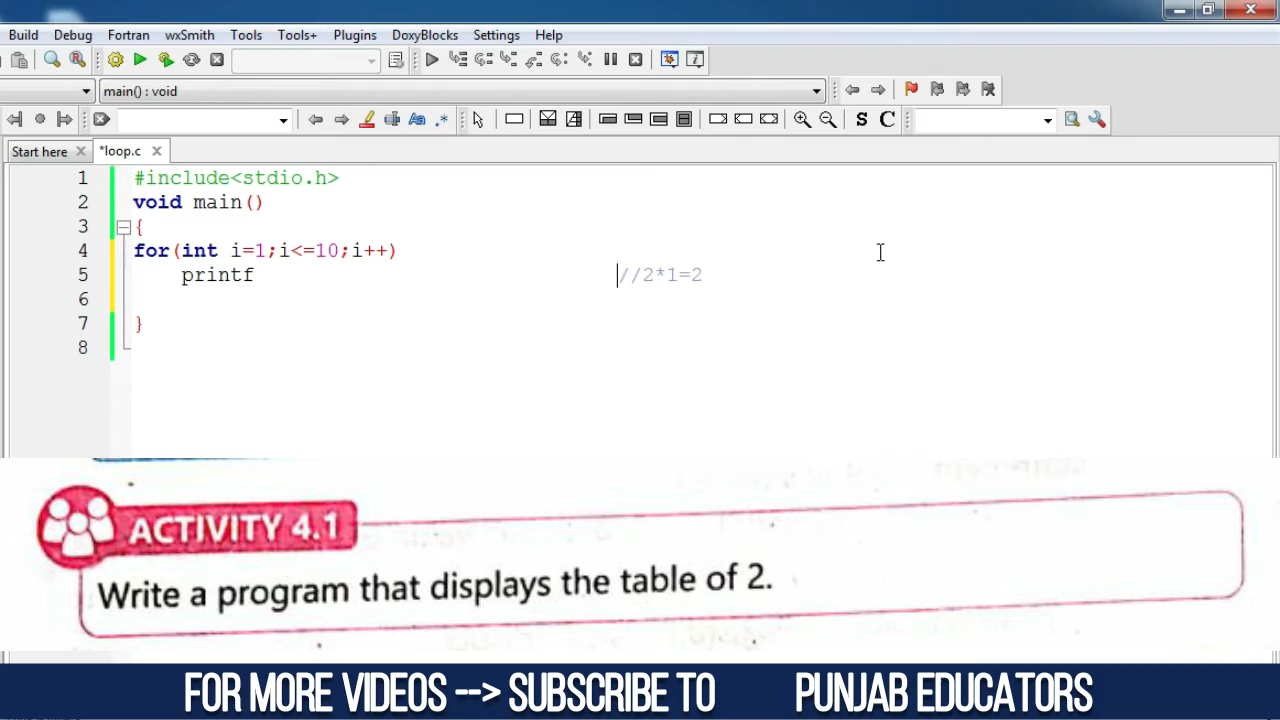 Build Debug Fortran wxSmith Tools Tools+ Plugins DoxyBlocks Settings Help
main() : void
S C
Start here *loop.c
1 #include<stdio.h>
2 void main()
3 {
4 for(int i=1;i<=10;i++)
5 printf //2*1=2
6
7 }
8
ACTIVITY 4.1
Write a program that displays the table of 2.
FOR MORE VIDEOS --> SUBSCRIBE TO PUNJAB EDUCATORS